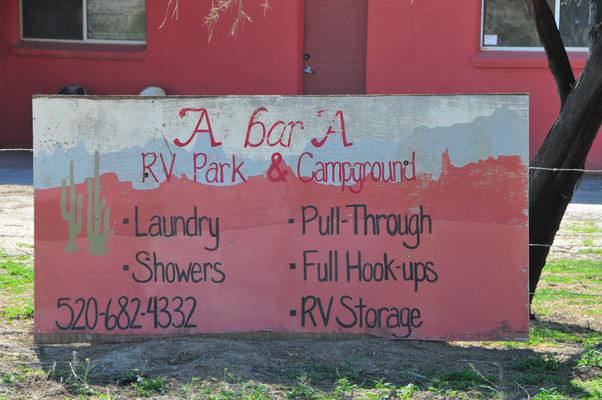 A bar A
RV Park & Campground
· Laundry
· Showers
520-682-4332
· Pull-Through
· Full Hook-ups
· RV Storage